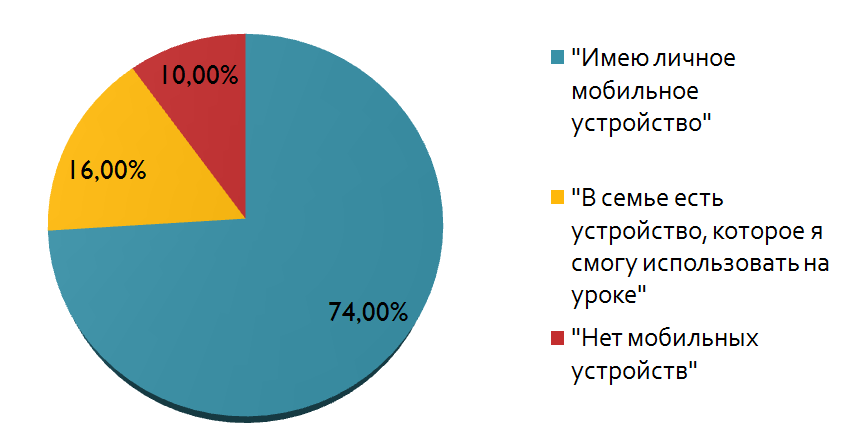 10,00%
16,00%
74,00%
"Имею личное
мобильное
устройство"
"В семье есть
устройство, которое я
смогу использовать на
уроке"
"Нет мобильных
устройств"